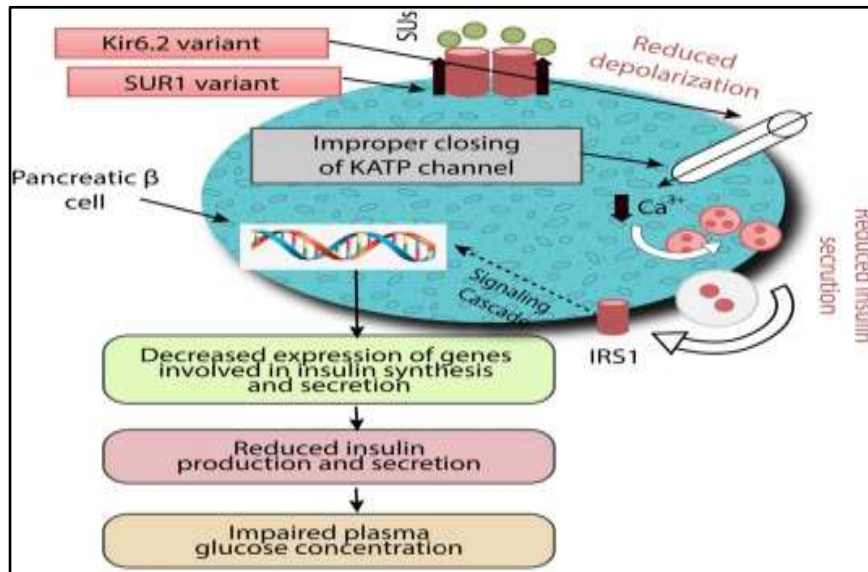 SUs
Kir6.2 variant
SUR1 variant
Reduced
depolarization
Improper closing
of KATP channel
Pancreatic β
cell
Ca³⁺
Reduced insulin
secrution
Signaling
Cascade
IRS1
Decreased expression of genes
involved in insulin synthesis
and secretion
Reduced insulin
production and secretion
Impaired plasma
glucose concentration